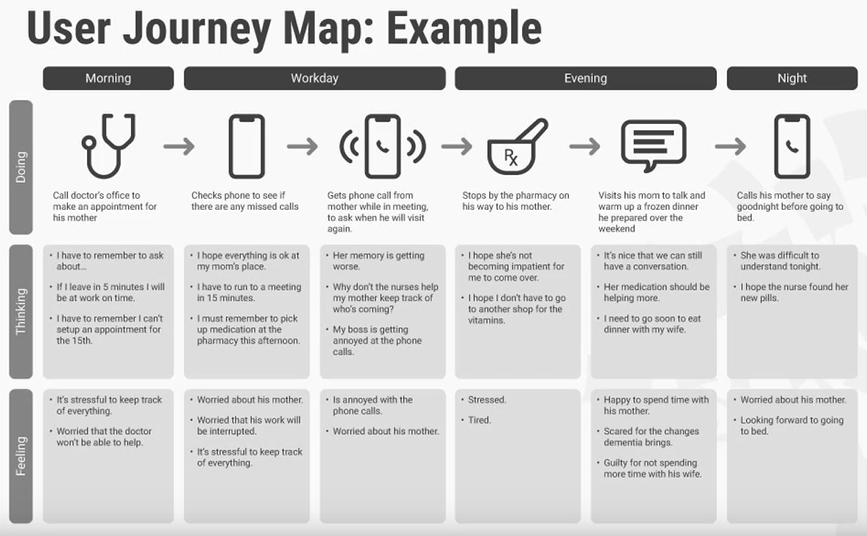 User Journey Map: Example
Morning
Workday
Evening
Night
Doing
Call doctor's office to
make an appointment for
his mother
Checks phone to see if
there are any missed calls
Gets phone call from
mother while in meeting,
to ask when he will visit
again.
Rx
Stops by the pharmacy on
his way to his mother.
Visits his mom to talk and
warm up a frozen dinner
he prepared over the
weekend
Calls his mother to say
goodnight before going to
bed.
Thinking
• I have to remember to ask
about...
• If I leave in 5 minutes I will
be at work on time.
• I have to remember I can't
setup an appointment for
the 15th.
• I hope everything is ok at
my mom's place.
• I have to run to a meeting
in 15 minutes.
• I must remember to pick
up medication at the
pharmacy this afternoon.
• Her memory is getting
worse.
• Why don't the nurses help
my mother keep track of
who's coming?
• My boss is getting
annoyed at the phone
calls.
• I hope she's not
becoming impatient for
me to come over.
• I hope I don't have to go
to another shop for the
vitamins.
• It's nice that we can still
have a conversation.
• Her medication should be
helping more.
• I need to go soon to eat
dinner with my wife.
• She was difficult to
understand tonight.
• I hope the nurse found her
new pills.
Feeling
• It's stressful to keep track
of everything.
• Worried that the doctor
won't be able to help.
• Worried about his mother.
• Worried that his work will
be interrupted.
• It's stressful to keep track
of everything.
• Is annoyed with the
phone calls.
• Worried about his mother.
• Stressed.
• Tired.
• Happy to spend time with
his mother.
• Scared for the changes
dementia brings.
• Guilty for not spending
more time with his wife.
• Worried about his mother.
• Looking forward to going
to bed.